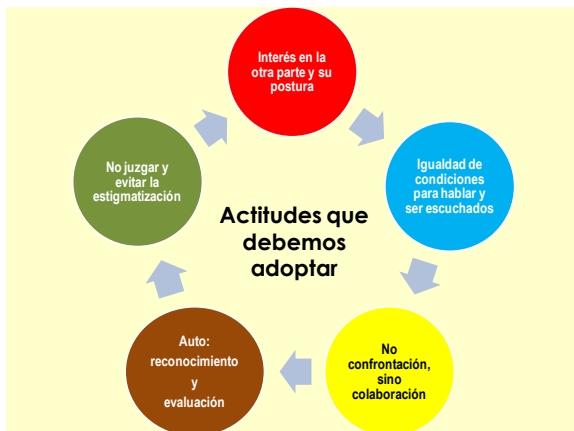 Interés en la
otra parte y su
postura
Igualdad de
condiciones
para hablar y
ser escuchados
No
confrontación,
sino
colaboración
Auto:
reconocimiento
y
evaluación
No juzgar y
evitar la
estigmatización
Actitudes que
debemos
adoptar